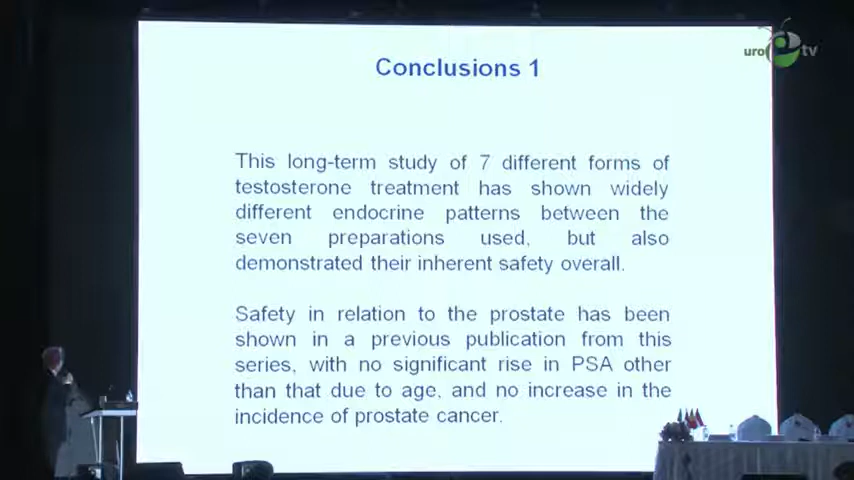 uro tv
Conclusions 1
This long-term study of 7 different forms of
testosterone treatment has shown widely
different endocrine patterns between the
seven preparations used, but also
demonstrated their inherent safety overall.
Safety in relation to the prostate has been
shown in a previous publication from this
series, with no significant rise in PSA other
than that due to age, and no increase in the
incidence of prostate cancer.